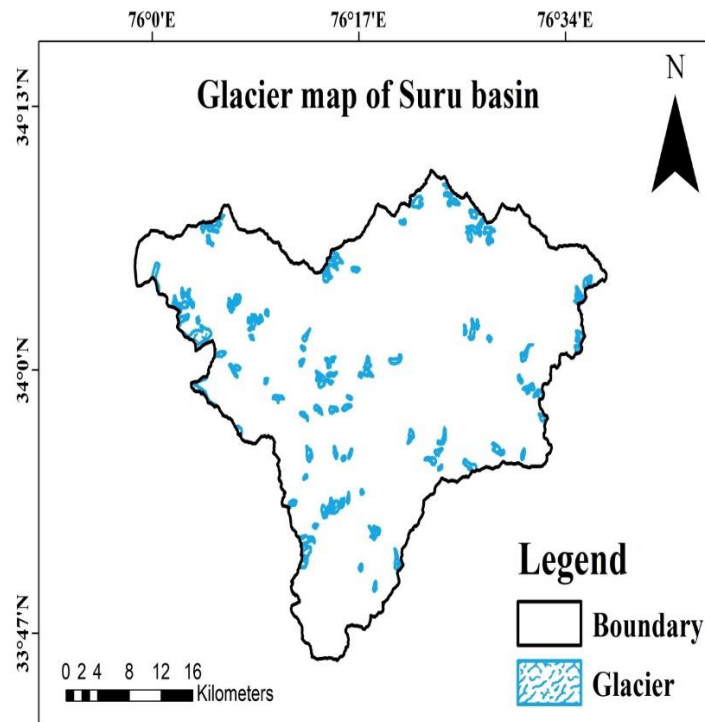 76°0'E 76°17'E 76°34'E
Glacier map of Suru basin
N
34°13'N
34°0'N
33°47'N
Legend
Boundary
Glacier
0 2 4 8 12 16
Kilometers